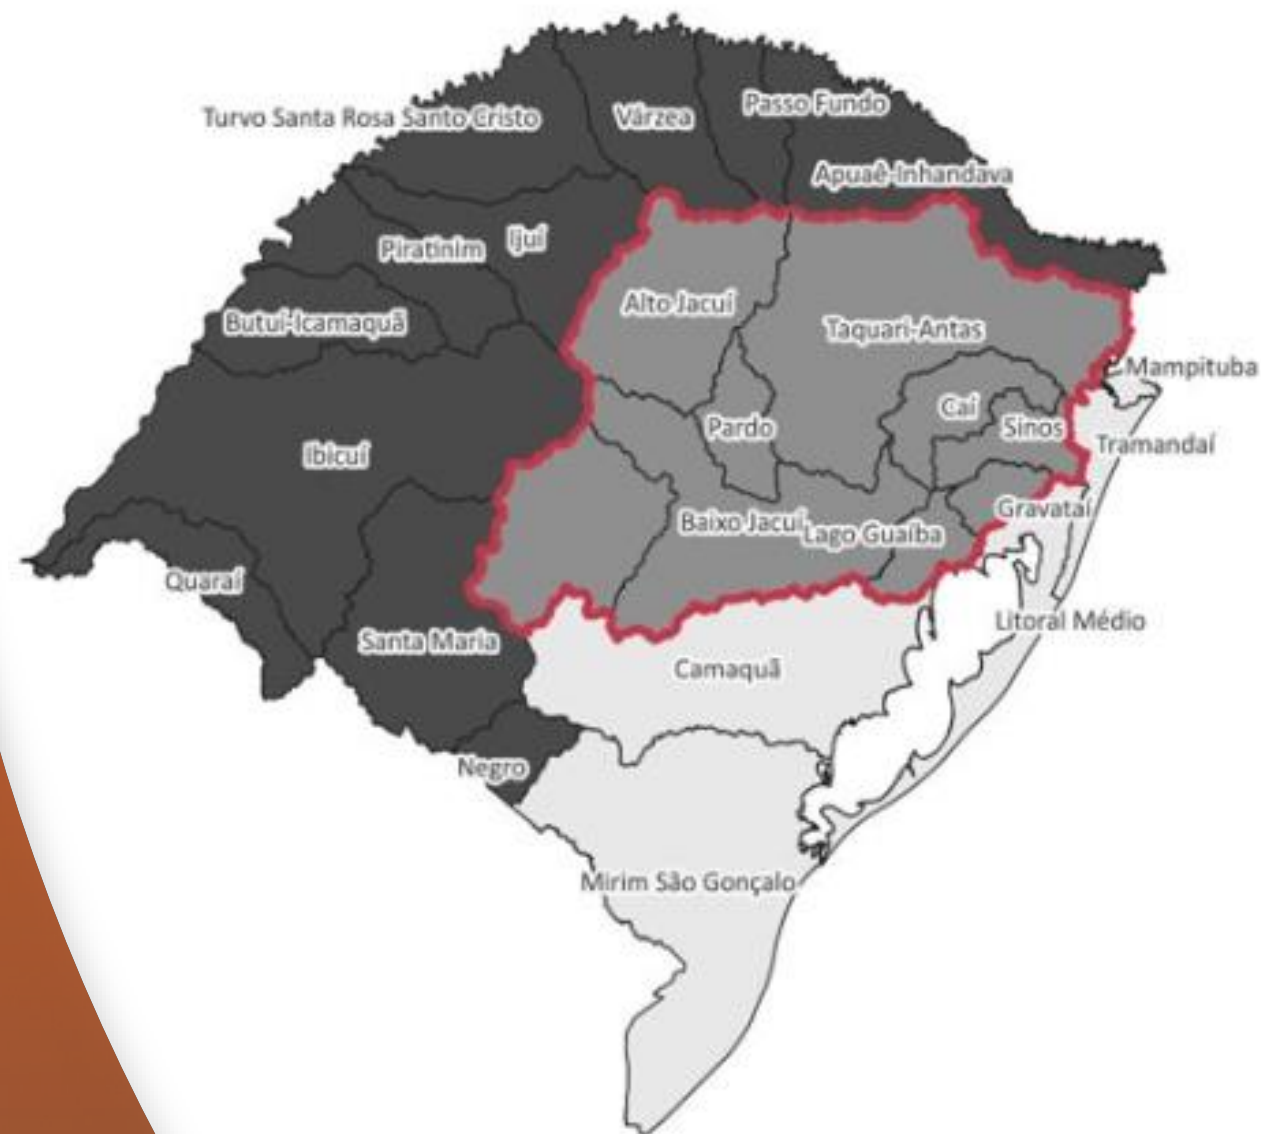 Passo Fundo
Turvo Santa Rosa Santo Cristo
Várzea
Apuaê-Inhandava
Ijuí
Piratinim
Alto Jacuí
Butuí-Icamaquã
Taquari-Antas
Mampituba
Caí
Pardo
Sinos
Tramandaí
Ibicuí
Gravataí
Baixo Jacuí
Lago Guaíba
Quaraí
Litoral Médio
Santa Maria
Camaquã
Negro
Mirim São Gonçalo